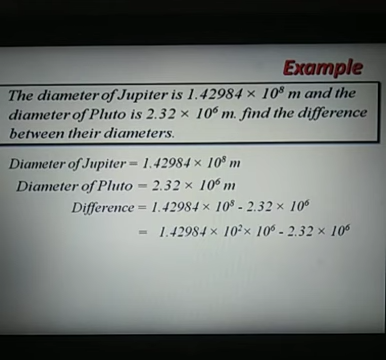 Example
The diameter of Jupiter is 1.42984 × 10⁸ m and the
diameter of Pluto is 2.32 × 10⁶ m. find the difference
between their diameters.
Diameter of Jupiter = 1.42984 × 10⁸ m
Diameter of Pluto = 2.32 × 10⁶ m
Difference = 1.42984 × 10⁸ - 2.32 × 10⁶
= 1.42984 × 10² × 10⁶ - 2.32 × 10⁶